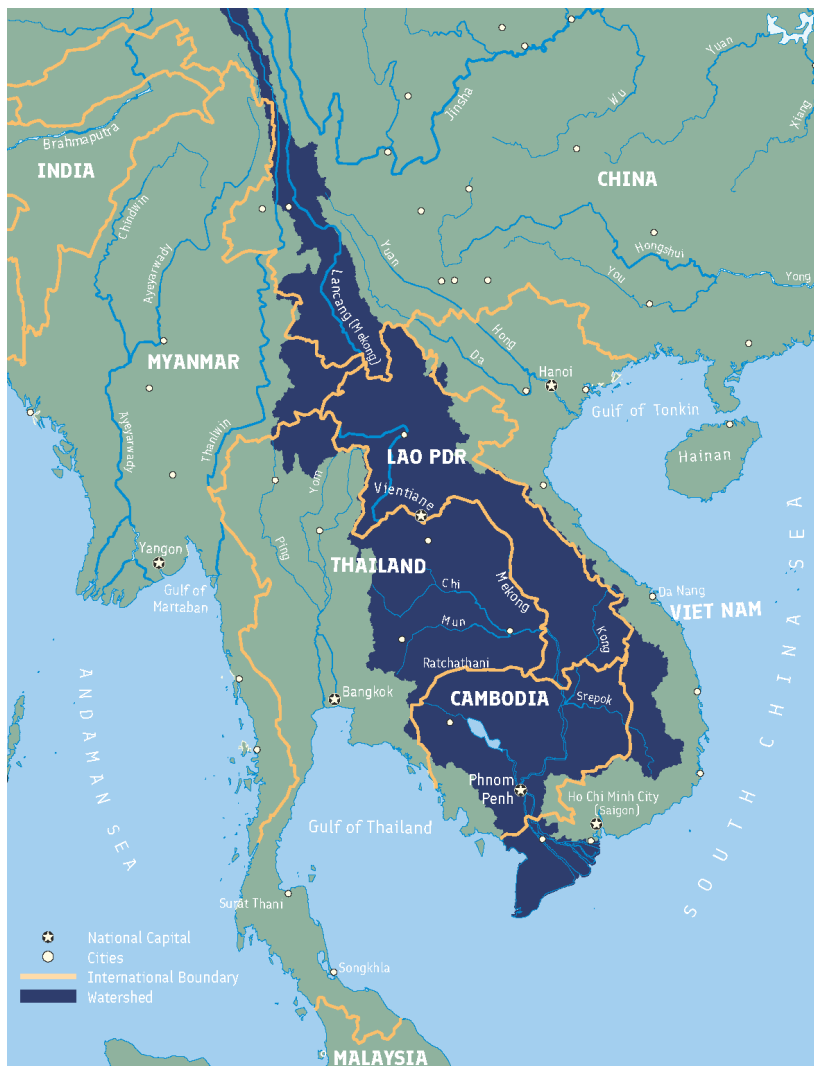 Yuan
Jinsha
Wu
Xiang
Brahmaputra
INDIA
CHINA
Chindwin
Ayeyarwady
Yuan
Hongshui
You
Yong
Lancang (Mekong)
Hong
Da
MYANMAR
Hanoi
Gulf of Tonkin
Ayeyarwady
Thanlwin
LAO PDR
Hainan
Yom
Vientiane
Yangon
Ping
THAILAND
Gulf of
Martaban
Chi
Mekong
Da Nang
VIET NAM
Mun
Kong
Ratchathani
Bangkok
CAMBODIA
Srepok
ANDAMAN SEA
SOUTH CHINA SEA
Phnom
Penh
Ho Chi Minh City
(Saigon)
Gulf of Thailand
Surat Thani
National Capital
Cities
International Boundary
Watershed
Songkhla
MALAYSIA